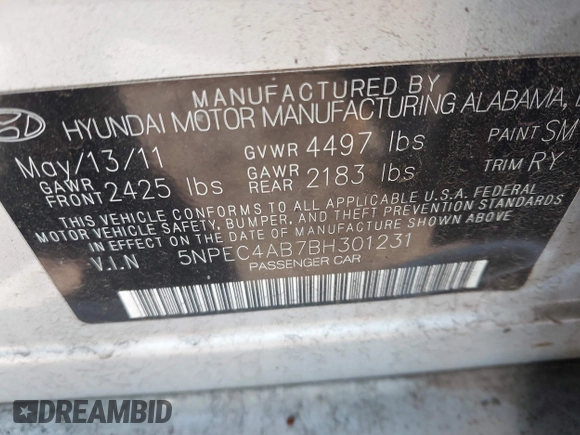 MANUFACTURED BY
HYUNDAI MOTOR MANUFACTURING ALABAMA,
May/13/11 GVWR 4497 lbs PAINT SM
GAWR FRONT 2425 lbs GAWR REAR 2183 lbs TRIM RY
THIS VEHICLE CONFORMS TO ALL APPLICABLE U.S.A. FEDERAL
MOTOR VEHICLE SAFETY, BUMPER, AND THEFT PREVENTION STANDARDS
IN EFFECT ON THE DATE OF MANUFACTURE SHOWN ABOVE
V.I.N 5NPEC4AB7BH301231
PASSENGER CAR
DREAMBID